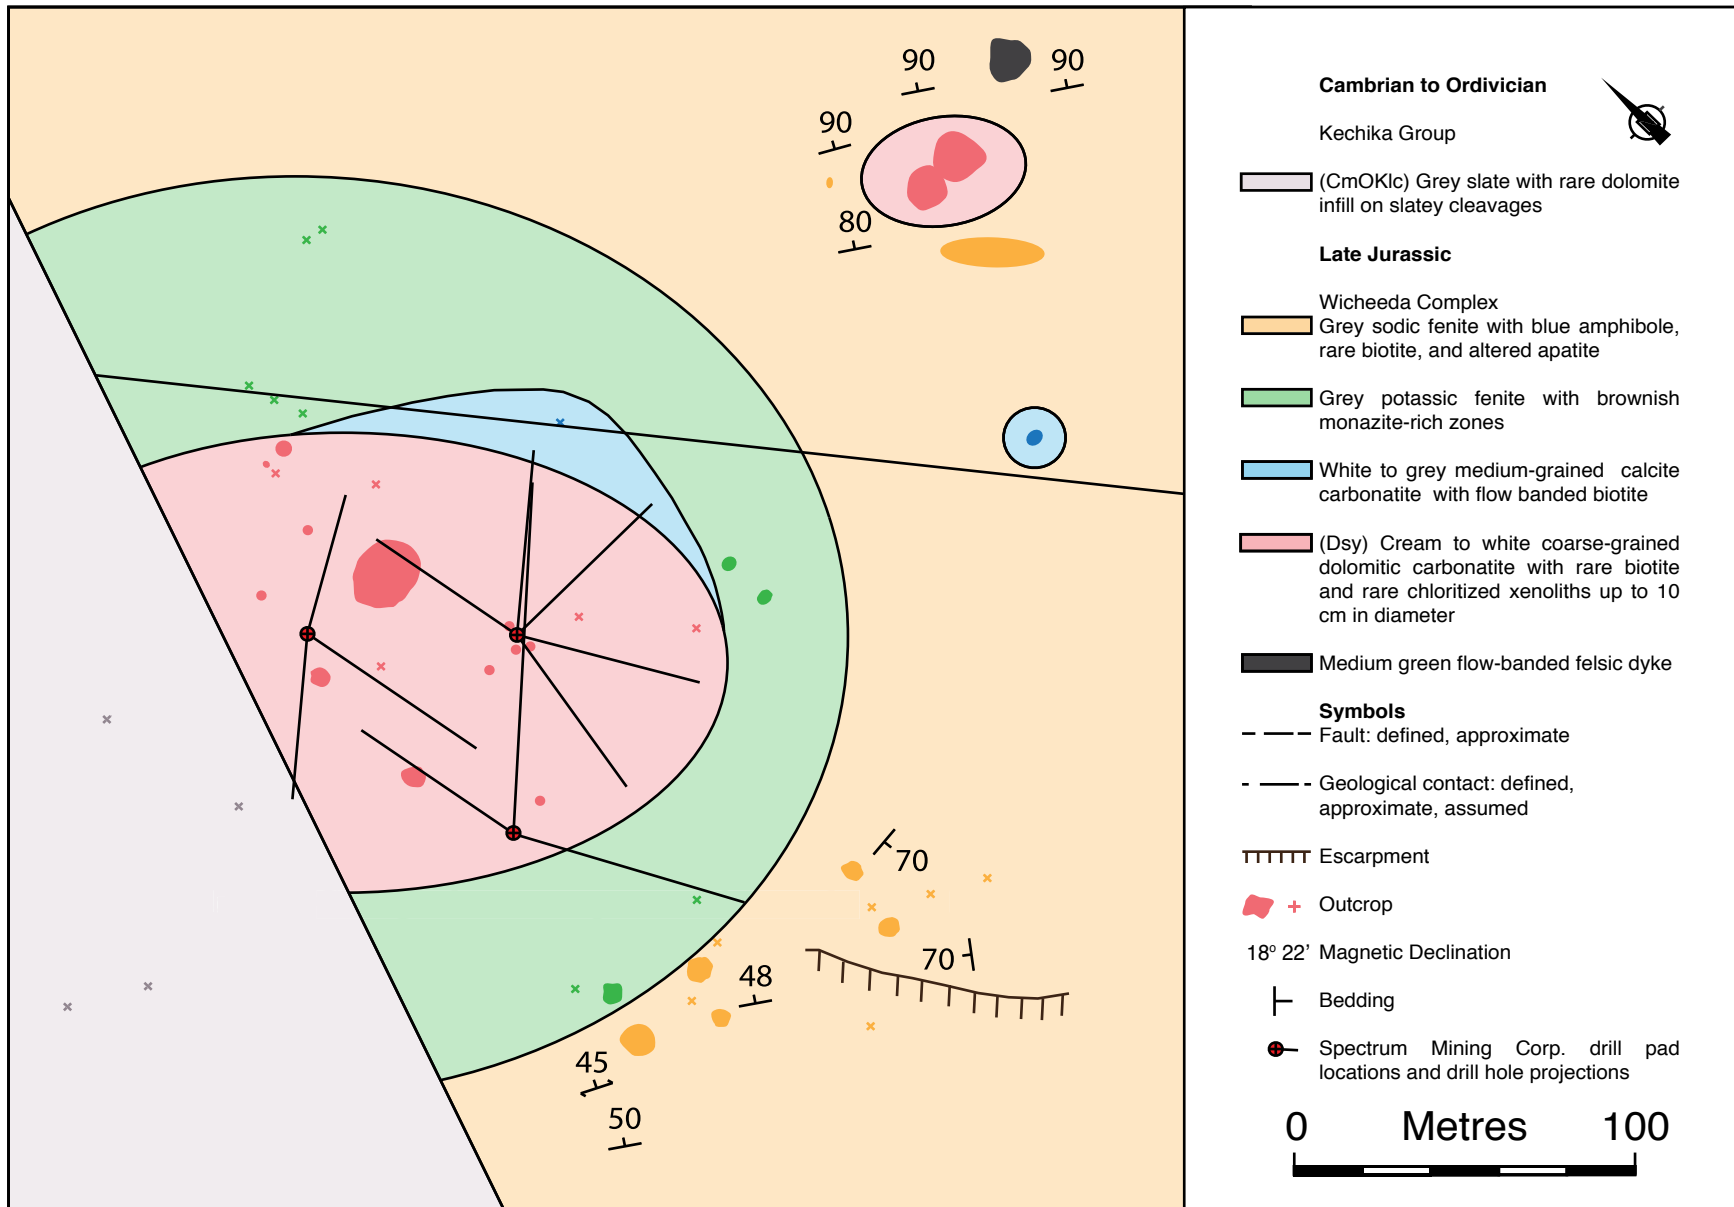 90
90
90
80
70
70
48
45
50
Cambrian to Ordivician
Kechika Group
(CmOKlc) Grey slate with rare dolomite
infill on slatey cleavages
Late Jurassic
Wicheeda Complex
Grey sodic fenite with blue amphibole,
rare biotite, and altered apatite
Grey potassic fenite with brownish
monazite-rich zones
White to grey medium-grained calcite
carbonatite with flow banded biotite
(Dsy) Cream to white coarse-grained
dolomitic carbonatite with rare biotite
and rare chloritized xenoliths up to 10
cm in diameter
Medium green flow-banded felsic dyke
Symbols
Fault: defined, approximate
Geological contact: defined,
approximate, assumed
Escarpment
Outcrop
18º 22’ Magnetic Declination
Bedding
Spectrum Mining Corp. drill pad
locations and drill hole projections
0 Metres 100